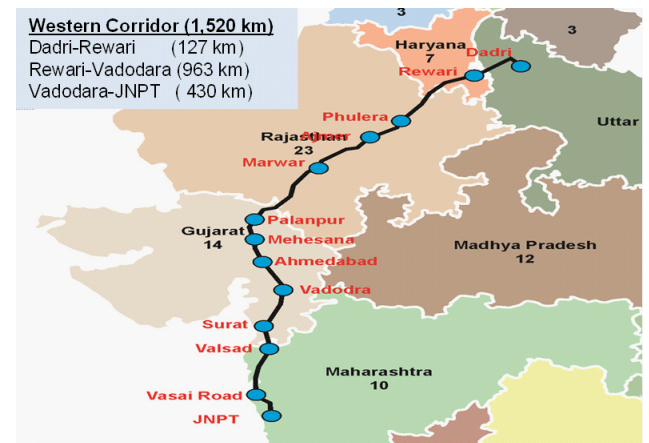 Western Corridor (1,520 km)
Dadri-Rewari (127 km)
Rewari-Vadodara (963 km)
Vadodara-JNPT ( 430 km)
3
3
Haryana
7
Dadri
Rewari
Phulera
Uttar
Rajasthan
Ajmer
23
Marwar
Palanpur
Gujarat
14
Mehesana
Madhya Pradesh
12
Ahmedabad
Vadodra
Surat
Valsad
Maharashtra
10
Vasai Road
JNPT